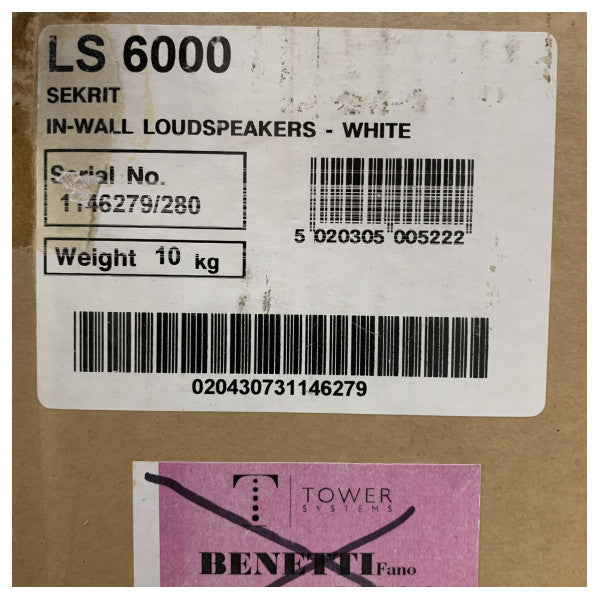 LS 6000
SEKRIT
IN-WALL LOUDSPEAKERS - WHITE
Serial No.
1146279/280
5 020305 005222
Weight 10 kg
020430731146279
T TOWER
SYSTEMS
BENETTI Fano